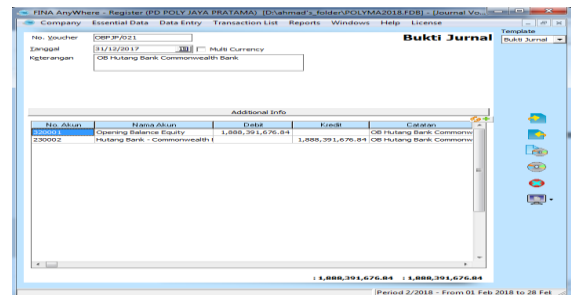 FINA AnyWhere - Register (PD POLY JAYA PRATAMA) [D:\ahmad's_folder\POLYMA2018.FDB] - [Journal Vo...
Company Essential Data Data Entry Transaction List Reports Windows Help License
No. Voucher OBPJP/021 Bukti Jurnal
Template
Bukti Jurnal
Tanggal 31/12/2017 Multi Currency
Keterangan OB Hutang Bank Commonwealth Bank
Additional Info
No. Akun Nama Akun Debit Kredit Catatan
320001 Opening Balance Equity 1,888,391,676.84 OB Hutang Bank Commonw
230002 Hutang Bank - Commonwealth 1,888,391,676.84 OB Hutang Bank Commonw
: 1,888,391,676.84 : 1,888,391,676.84
Period 2/2018 - From 01 Feb 2018 to 28 Feb